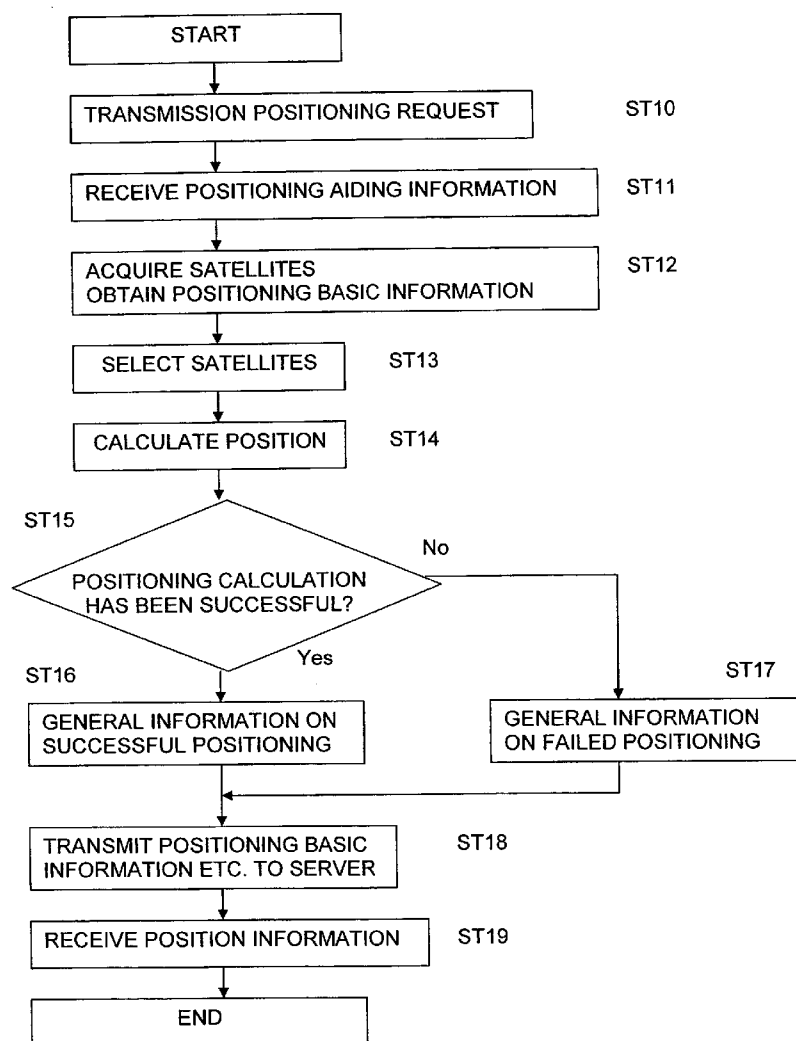 START
TRANSMISSION POSITIONING REQUEST
ST10
RECEIVE POSITIONING AIDING INFORMATION
ST11
ACQUIRE SATELLITES
OBTAIN POSITIONING BASIC INFORMATION
ST12
SELECT SATELLITES
ST13
CALCULATE POSITION
ST14
ST15
POSITIONING CALCULATION
HAS BEEN SUCCESSFUL?
No
Yes
ST16
GENERAL INFORMATION ON
SUCCESSFUL POSITIONING
ST17
GENERAL INFORMATION
ON FAILED POSITIONING
TRANSMIT POSITIONING BASIC
INFORMATION ETC. TO SERVER
ST18
RECEIVE POSITION INFORMATION
ST19
END